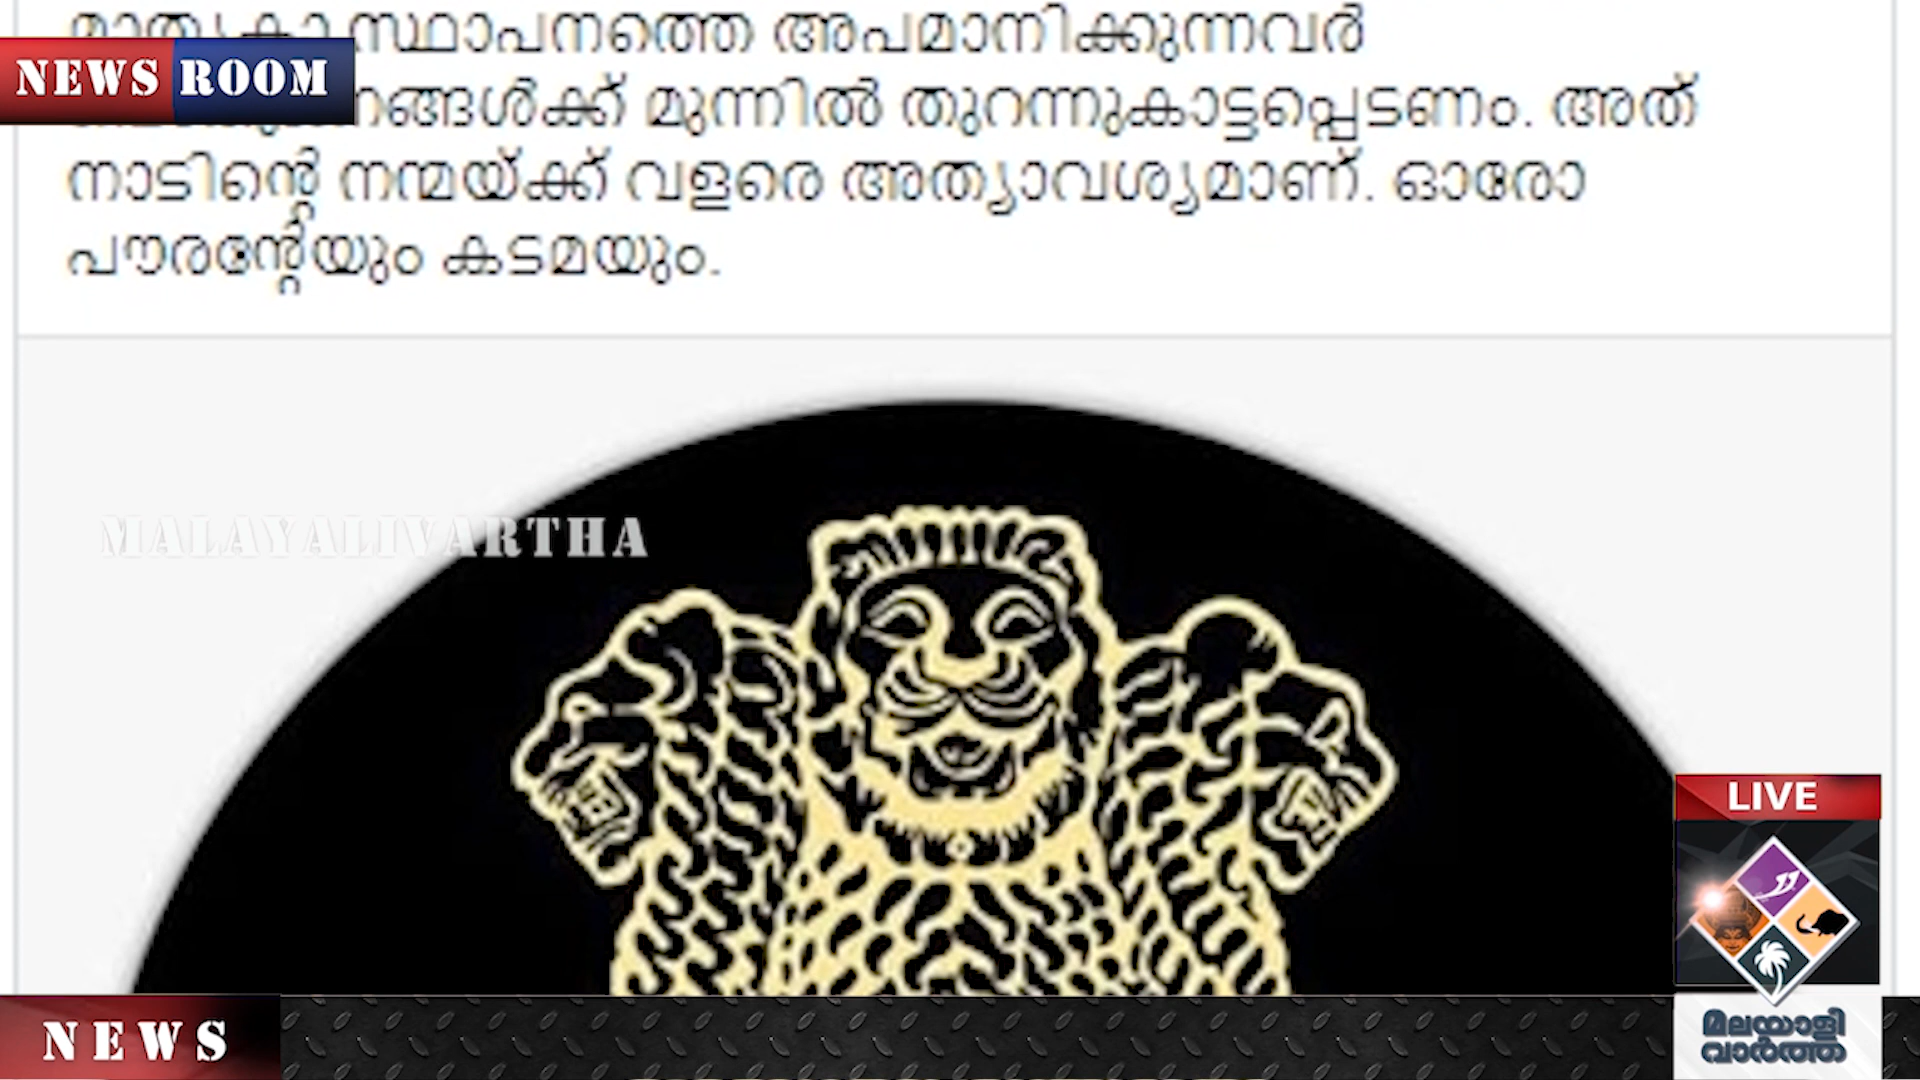 മാതൃകാ സ്ഥാപനത്തെ അപമാനിക്കുന്നവർ
NEWS ROOM
മുന്നിൽ തുറന്നുകാട്ടപ്പെടണം. അത്
നാടിന്റെ നന്മയ്ക്ക് വളരെ അത്യാവശ്യമാണ്. ഓരോ
പൗരന്റേയും കടമയും.
MALAYALIVARTHA
LIVE
NEWS
മലയാളി
വാർത്ത